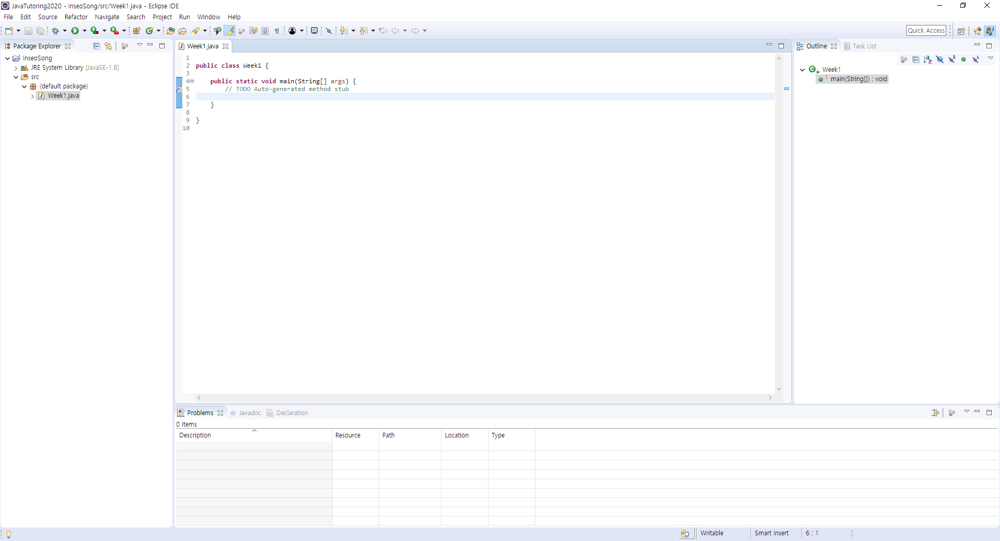 JavaTutoring2020 - InseoSong/src/Week1.java - Eclipse IDE
File Edit Source Refactor Navigate Search Project Run Window Help
Quick Access
Package Explorer
InseoSong
JRE System Library [JavaSE-1.8]
src
(default package)
Week1.java
Week1.java
1
2 public class Week1 {
3
4 public static void main(String[] args) {
5 // TODO Auto-generated method stub
6
7 }
8
9 }
10
Outline Task List
Week1
main(String[]) : void
Problems @ Javadoc Declaration
0 items
Description Resource Path Location Type
Writable Smart Insert 6 : 1